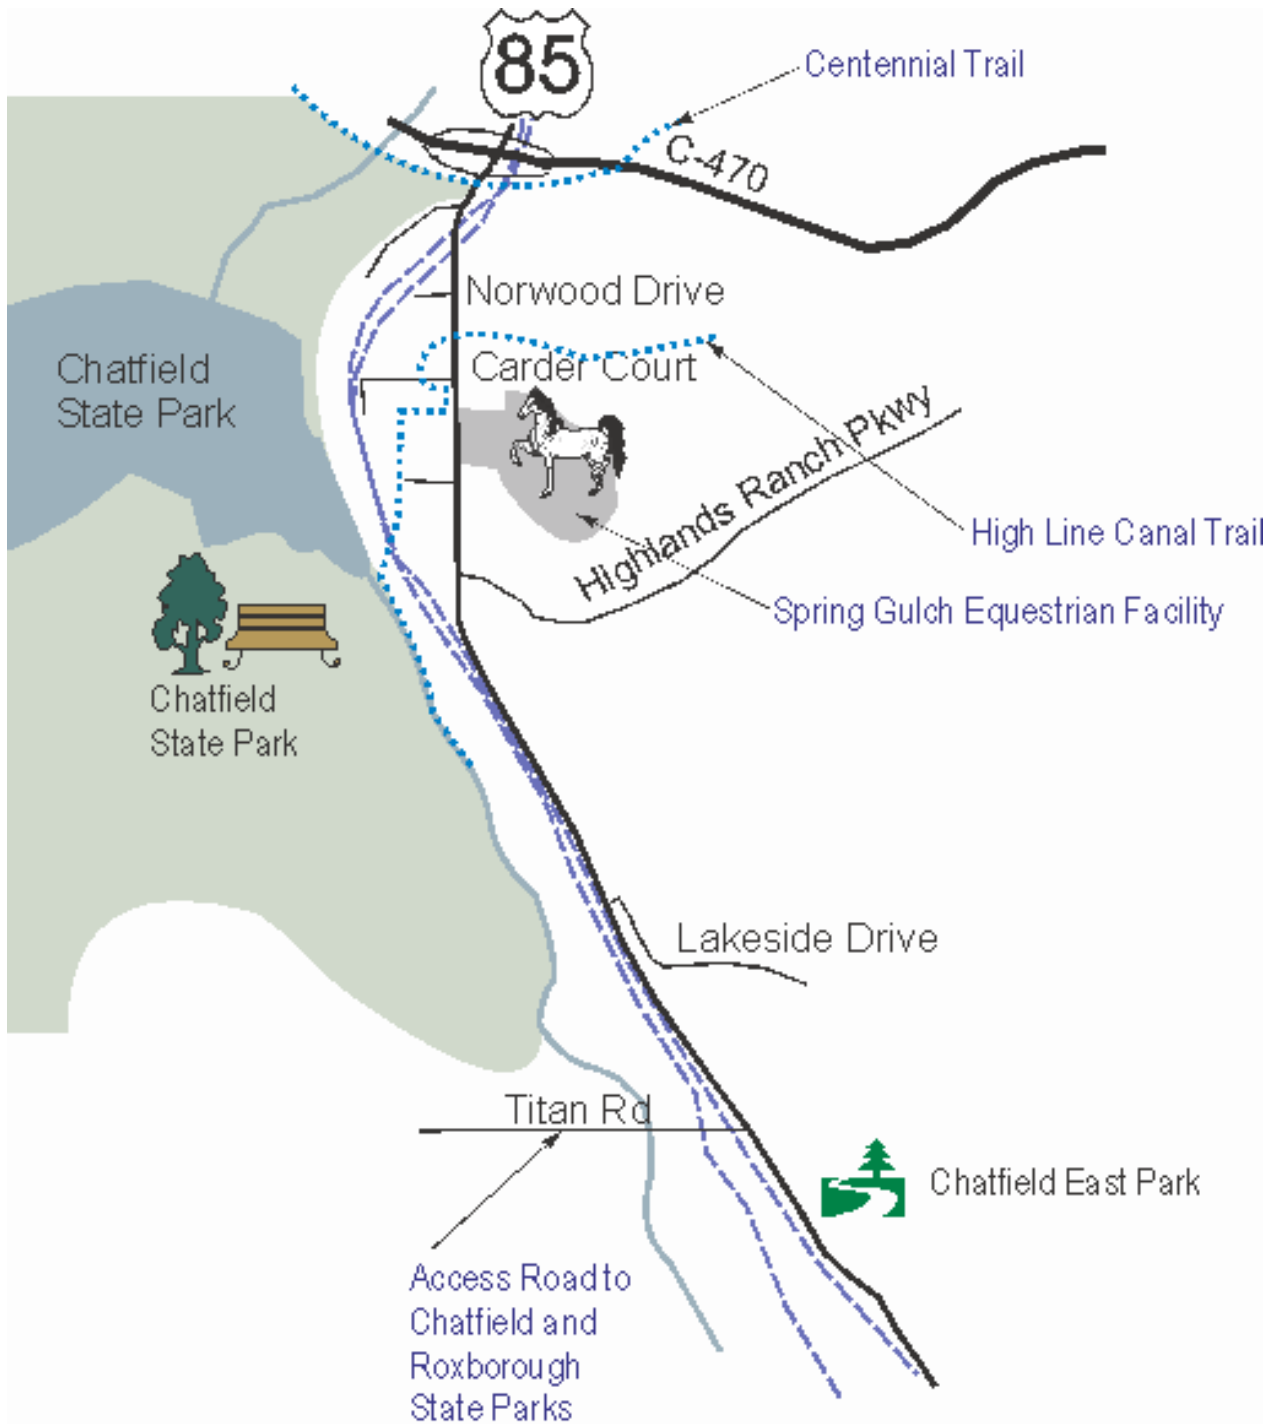 85
Centennial Trail
C-470
Norwood Drive
Chatfield
State Park
Carder Court
Highlands Ranch Pkwy
High Line Canal Trail
Spring Gulch Equestrian Facility
Chatfield
State Park
Lakeside Drive
Titan Rd
Chatfield East Park
Access Road to
Chatfield and
Roxborough
State Parks